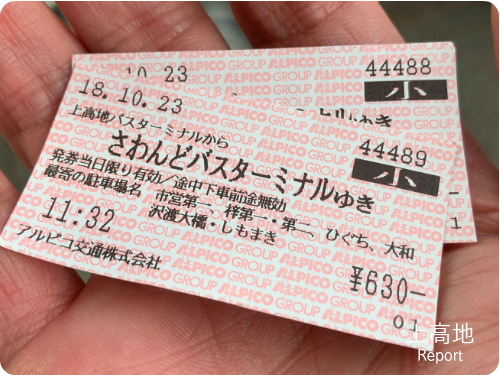 10.23
44488
小
18.10.23
44489
小
上高地バスターミナルから
さわんどバスターミナルゆき
発券当日限り有効/途中下車前途無効
最寄の駐車場名 市営第一、梓第一・第二、ひぐち、大和
沢渡大橋・しもまき
11:32
¥630-
アルピコ交通株式会社
01
1
ALPICO GROUP
上高地
Report